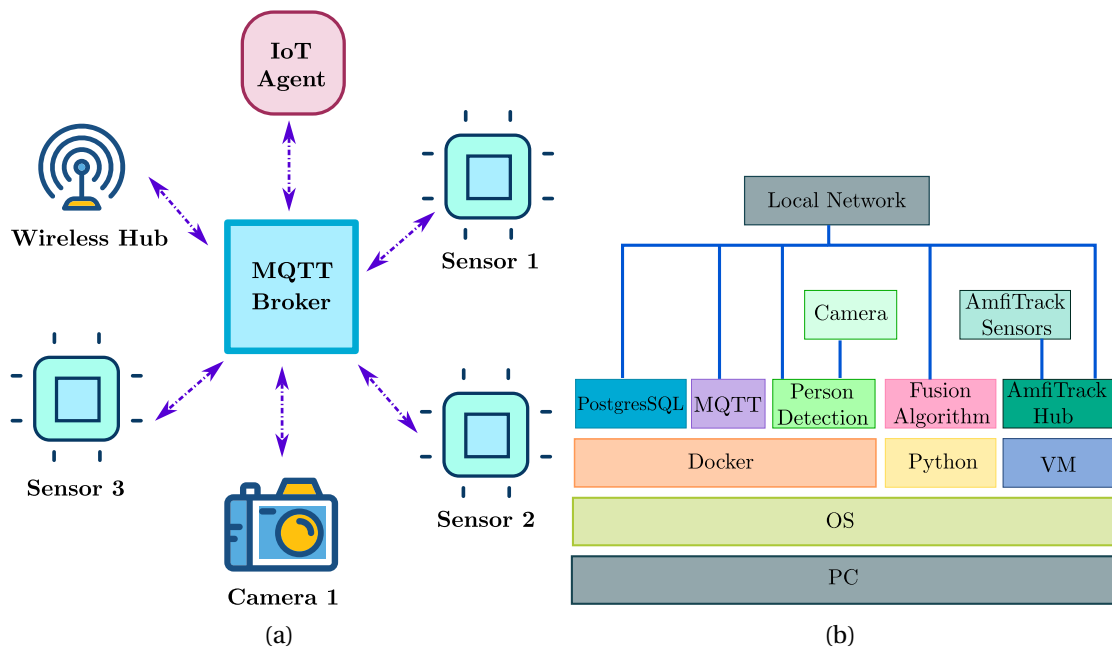 IoT
Agent
Wireless Hub
Sensor 1
MQTT
Broker
Sensor 3
Sensor 2
Camera 1
(a)
Local Network
Camera
AmfiTrack
Sensors
PostgresSQL
MQTT
Person
Detection
Fusion
Algorithm
AmfiTrack
Hub
Docker
Python
VM
OS
PC
(b)